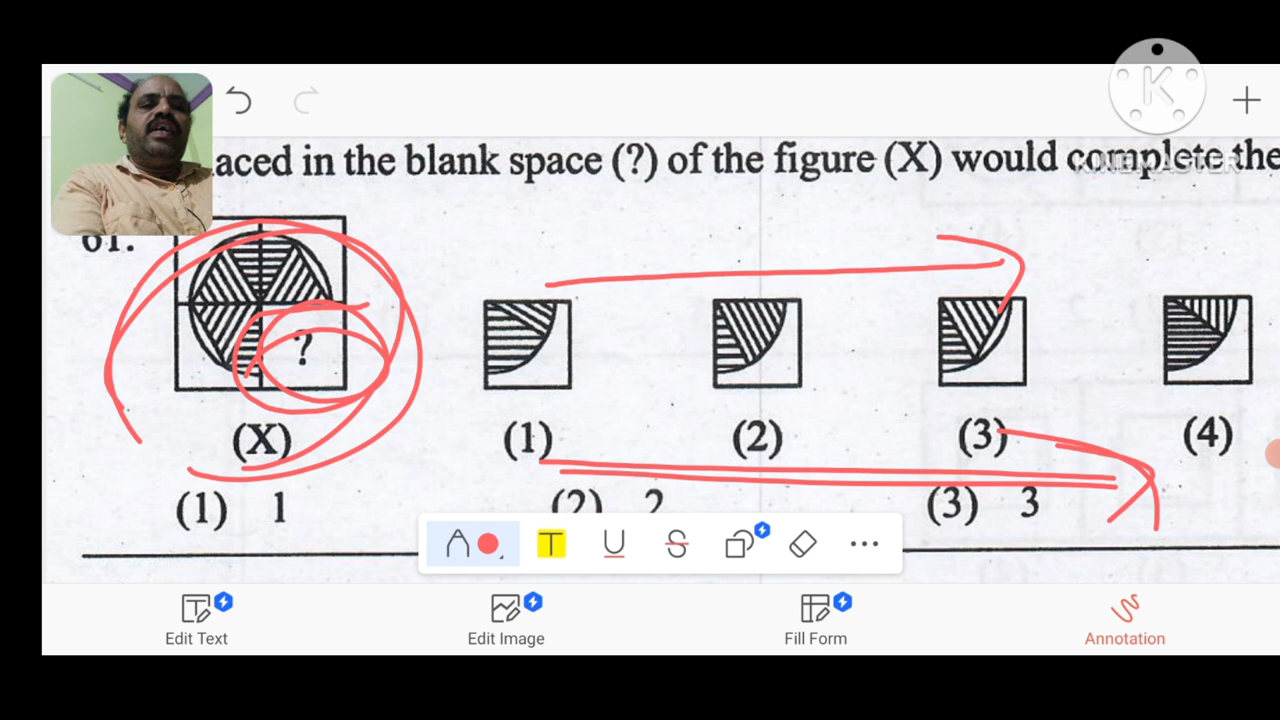 aced in the blank space (?) of the figure (X) would complete the
KINEMASTER
61.
?
(X)
(1)
(2)
(3)
(4)
(1) 1
(2) 2
(3) 3
Edit Text
Edit Image
Fill Form
Annotation